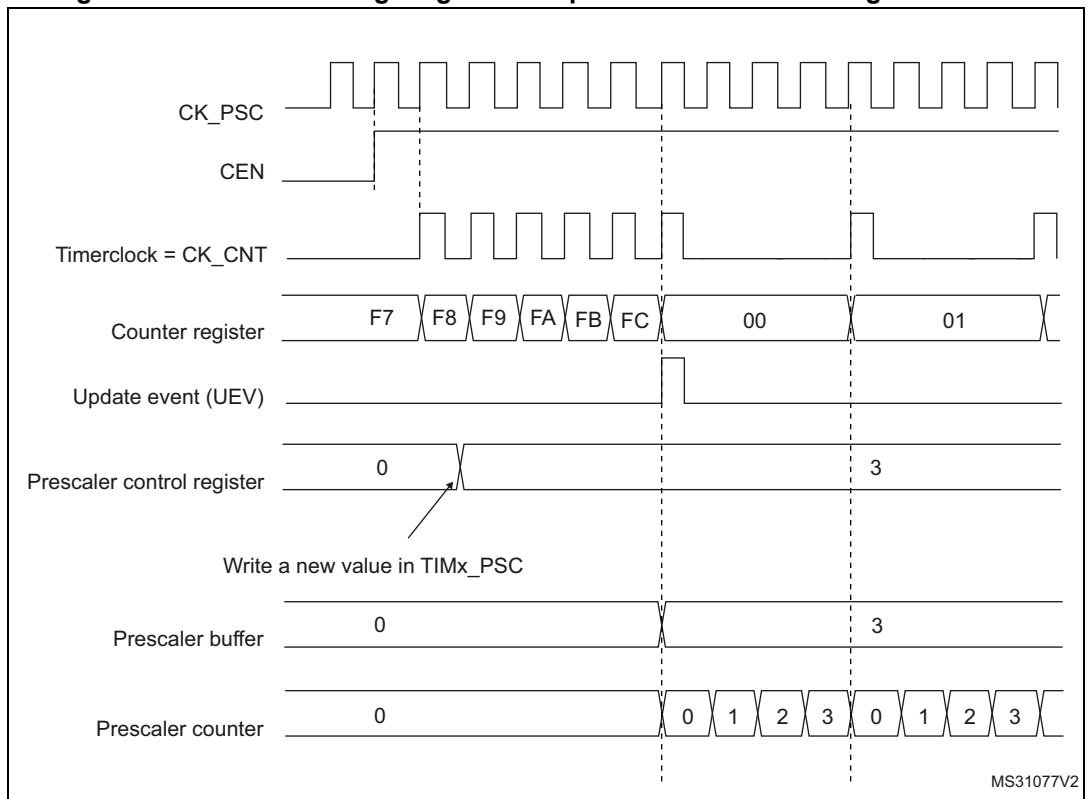 CK_PSC
CEN
Timerclock = CK_CNT
Counter register F7 F8 F9 FA FB FC 00 01
Update event (UEV)
Prescaler control register 0 3
Write a new value in TIMx_PSC
Prescaler buffer 0 3
Prescaler counter 0 0 1 2 3 0 1 2 3
MS31077V2